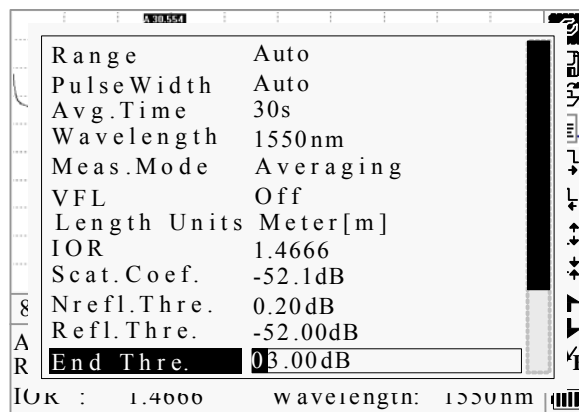 A 30.554
Range Auto
PulseWidth Auto
Avg.Time 30s
Wavelength 1550nm
Meas.Mode Averaging
VFL Off
Length Units Meter[m]
IOR 1.4666
Scat.Coef. -52.1dB
Nrefl.Thre. 0.20dB
Refl.Thre. -52.00dB
End Thre. 03.00dB
A
R
IOR : 1.4666 Wavelength: 1550nm